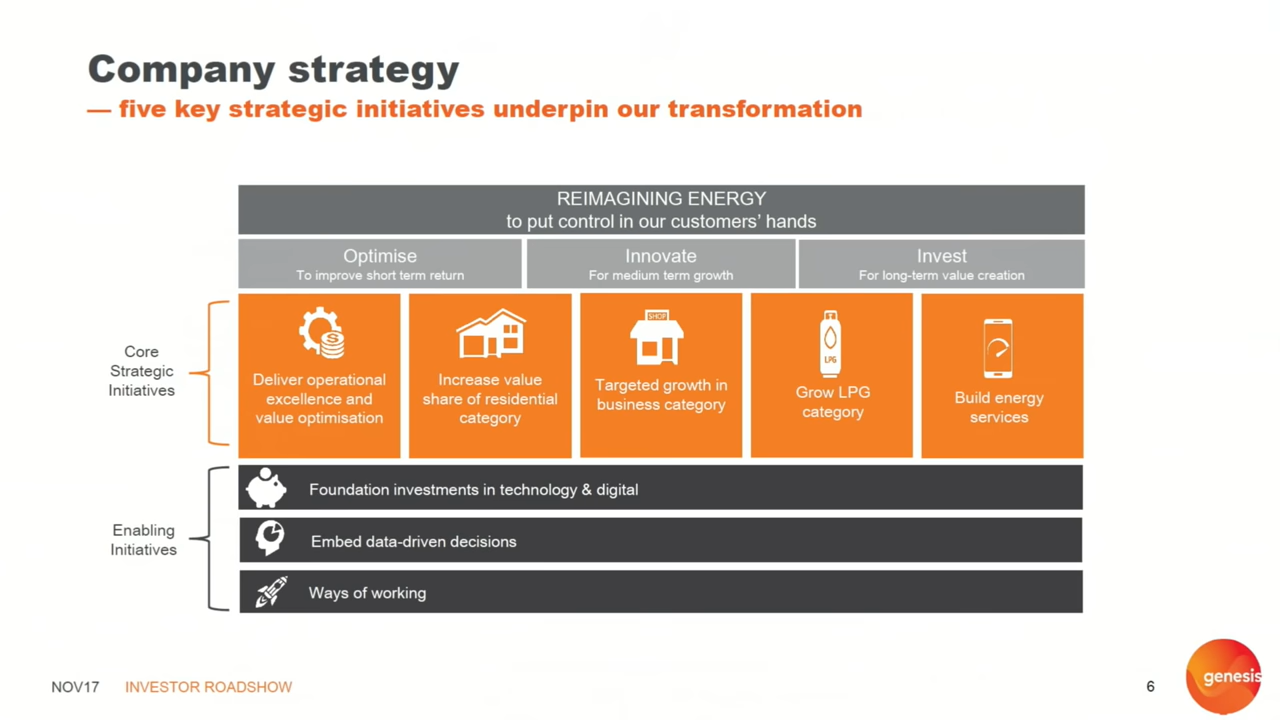 Company strategy
— five key strategic initiatives underpin our transformation
REIMAGINING ENERGY
to put control in our customers’ hands
Optimise
To improve short term return
Innovate
For medium term growth
Invest
For long-term value creation
Core
Strategic
Initiatives
Deliver operational
excellence and
value optimisation
Increase value
share of residential
category
SHOP
Targeted growth in
business category
LPG
Grow LPG
category
Build energy
services
Enabling
Initiatives
Foundation investments in technology & digital
Embed data-driven decisions
Ways of working
NOV17 INVESTOR ROADSHOW
6
genesis